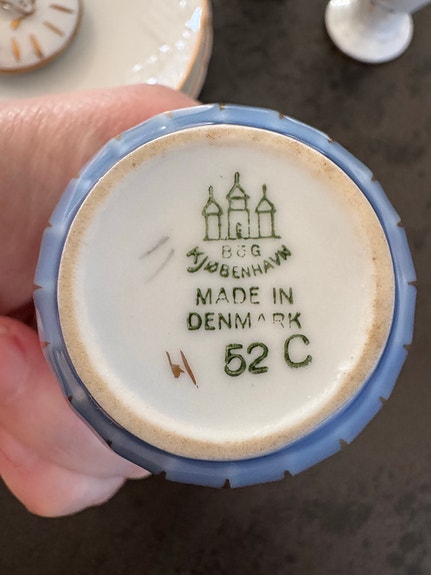 B&G
KJØBENHAVN
MADE IN
DENMARK
52 C